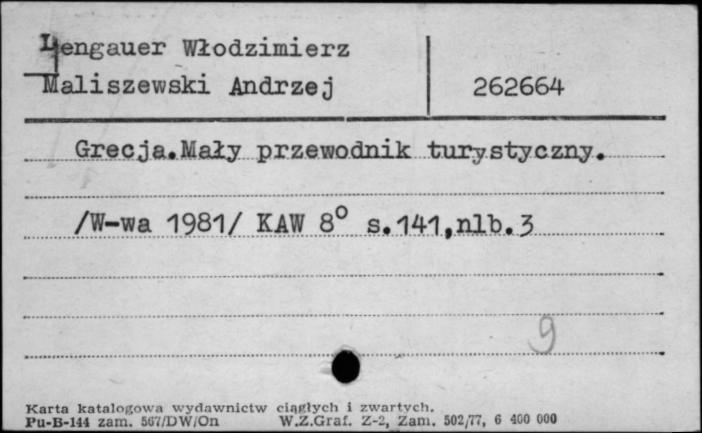 Lengauer Włodzimierz
Maliszewski Andrzej
262664
Grecja.Mały przewodnik turystyczny.
/W-wa 1981/ KAW 8° s.141,nlb.3
9
Karta katalogowa wydawnictw ciągłych i zwartych.
Pu-B-144 zam. 567/DW/On W.Z.Graf. Z-2, Zam. 502/77, 6 400 000